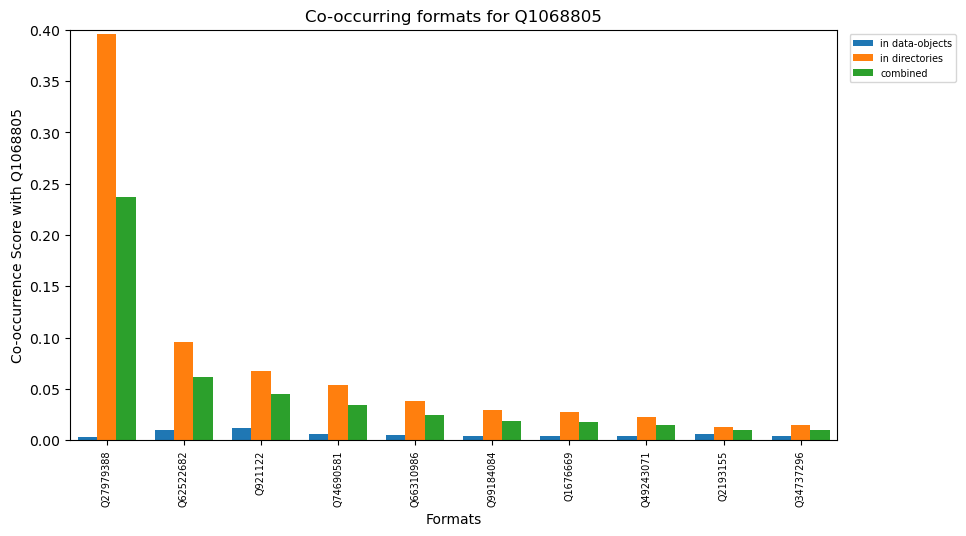 Co-occurring formats for Q1068805
Co-occurrence Score with Q1068805
0.40
0.35
0.30
0.25
0.20
0.15
0.10
0.05
0.00
in data-objects
in directories
combined
Q27979388
Q62522682
Q921122
Q74690581
Q66310986
Q99184084
Q1676669
Q49243071
Q2193155
Q34737296
Formats